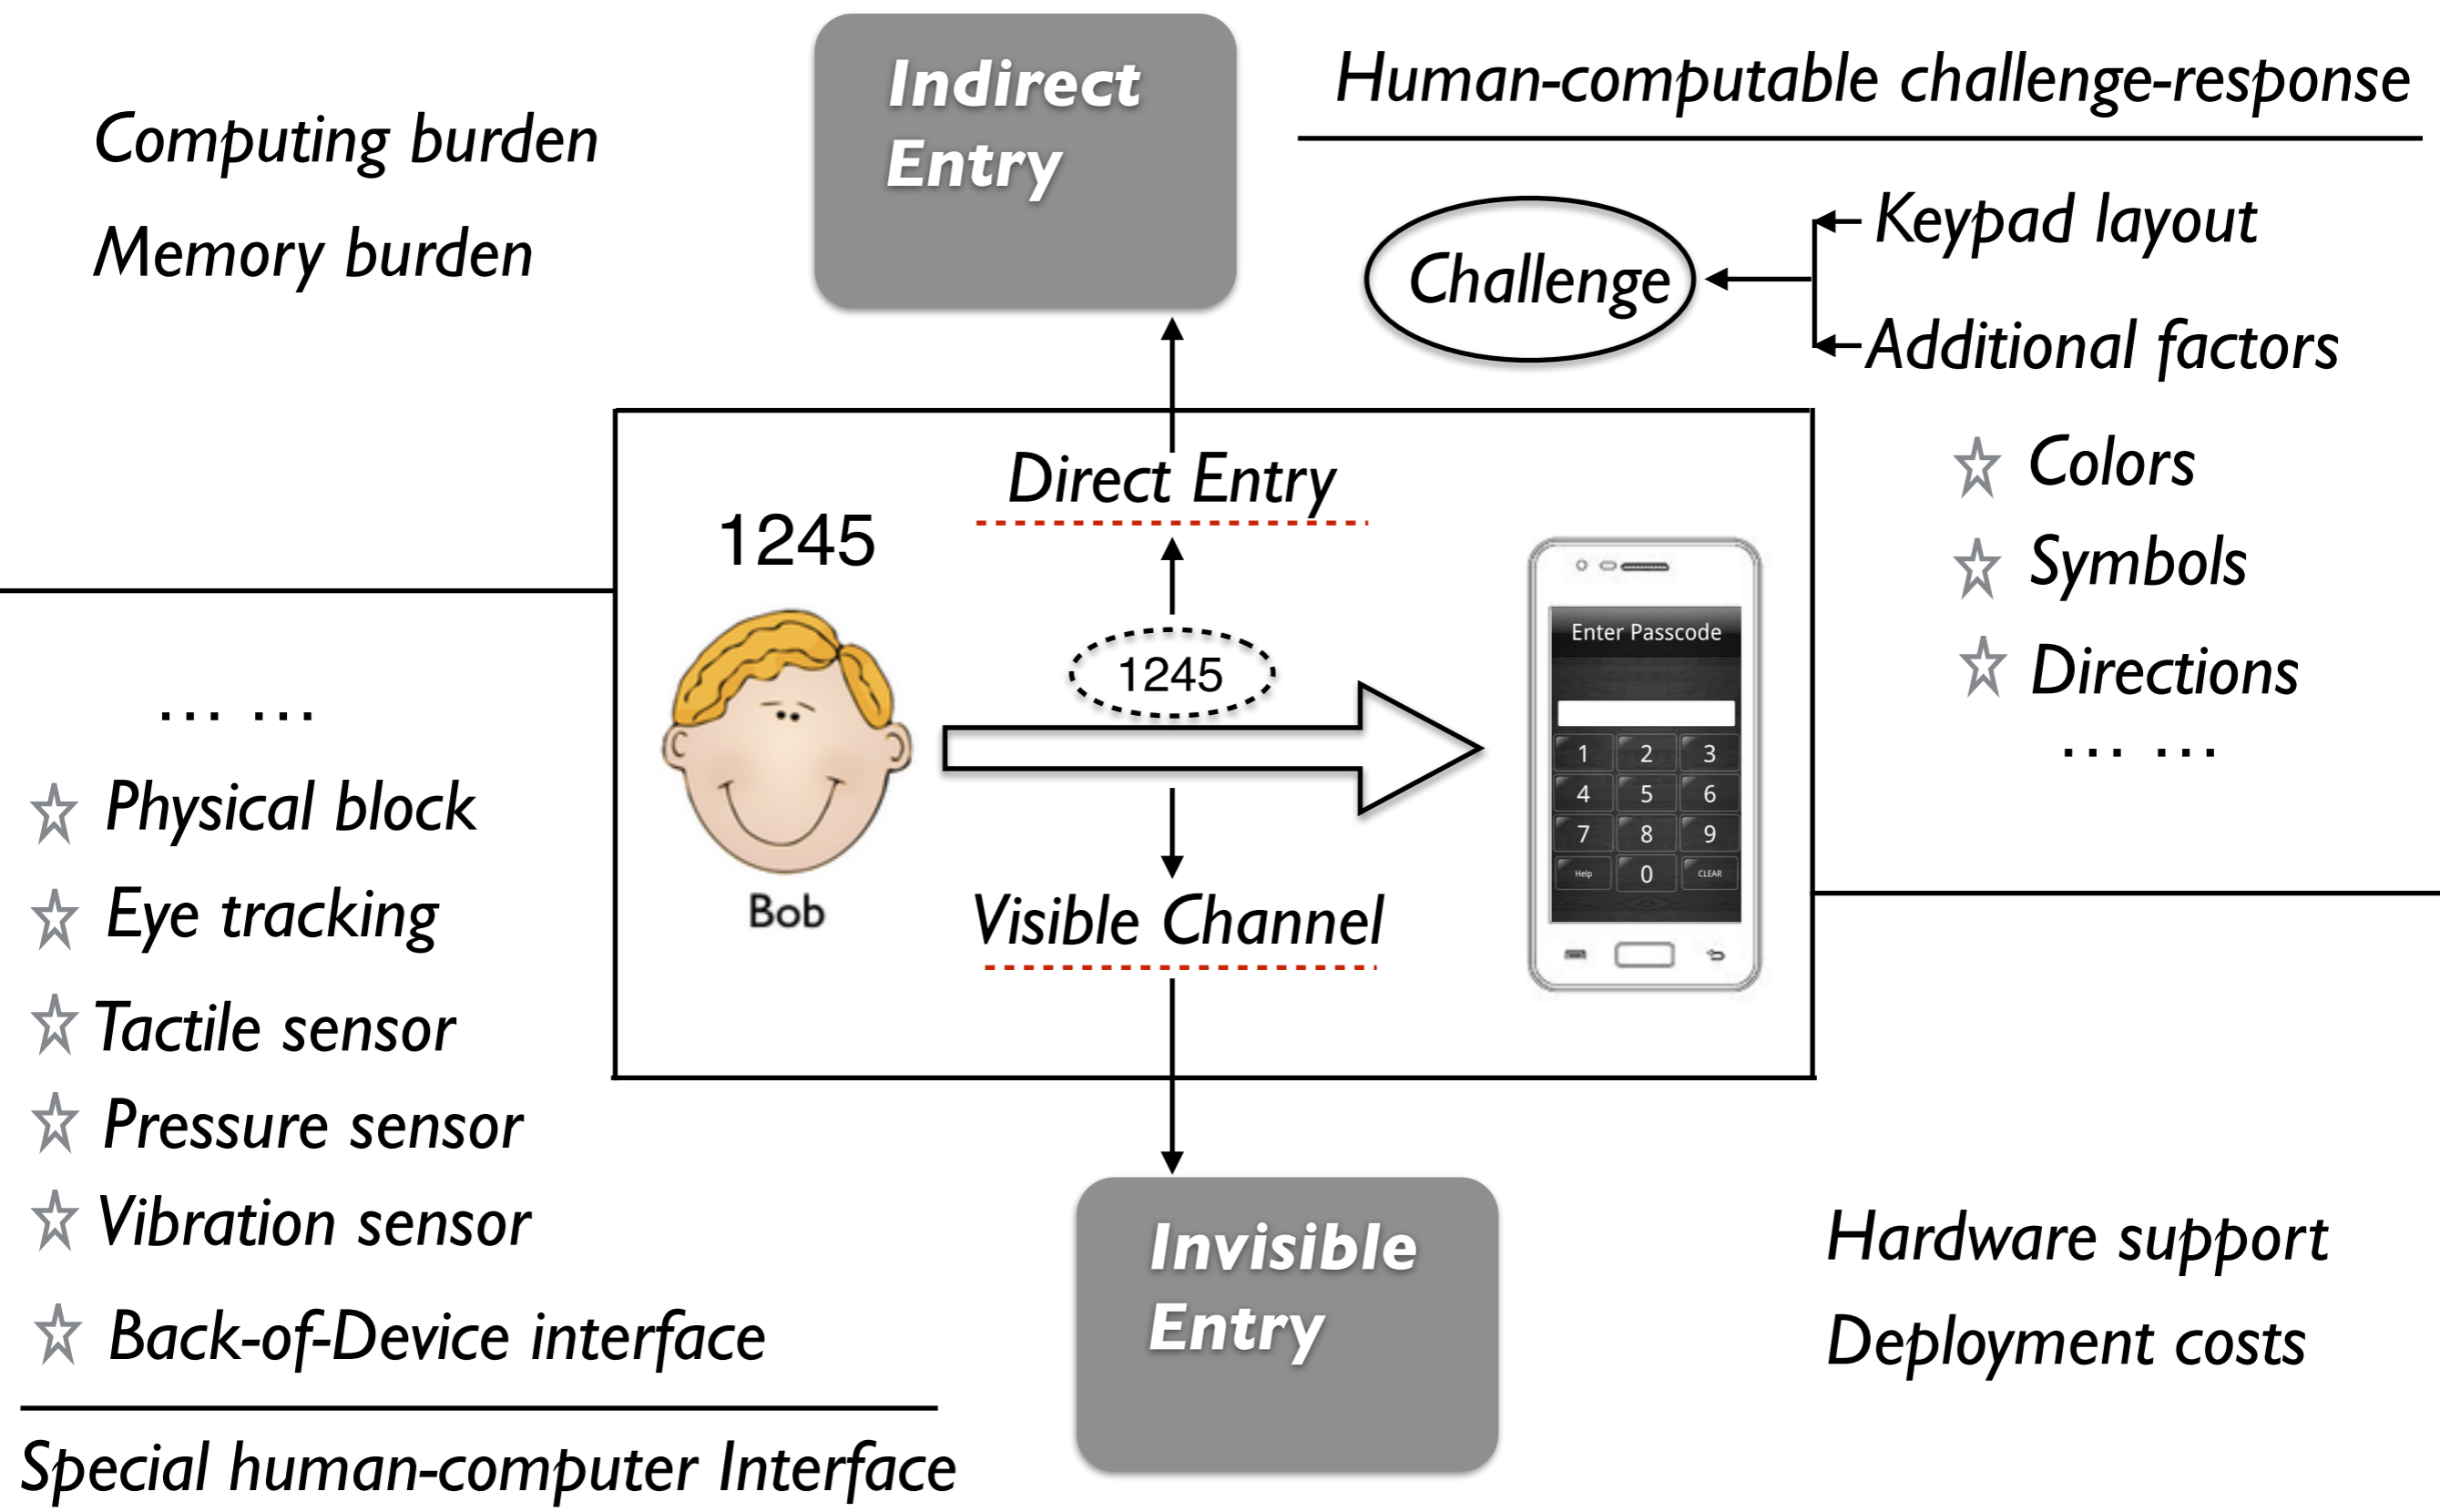 Indirect
Entry
Human-computable challenge-response
Computing burden
Memory burden
Challenge
Keypad layout
Additional factors
Colors
Symbols
Directions
... ...
Direct Entry
1245
1245
Bob
Visible Channel
Enter Passcode
1 2 3
4 5 6
7 8 9
Help 0 CLEAR
... ...
Physical block
Eye tracking
Tactile sensor
Pressure sensor
Vibration sensor
Back-of-Device interface
Special human-computer Interface
Invisible
Entry
Hardware support
Deployment costs